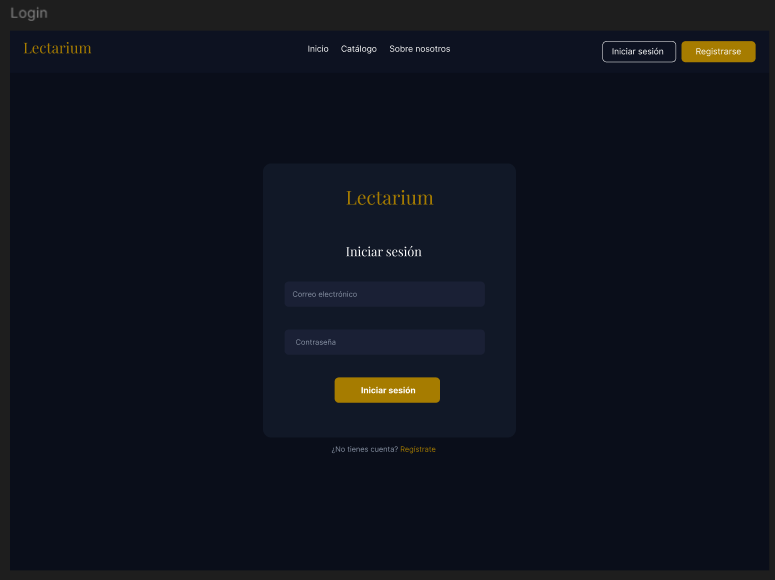 Login
Lectarium
Inicio Catálogo Sobre nosotros
Iniciar sesión
Registrarse
Lectarium
Iniciar sesión
Correo electrónico
Contraseña
Iniciar sesión
¿No tienes cuenta? Regístrate